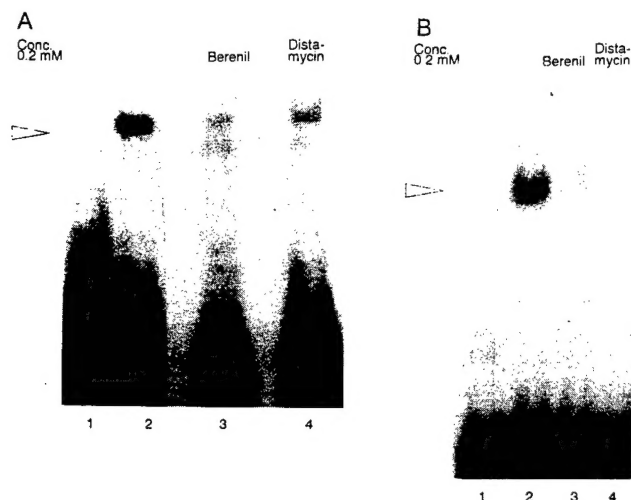 A
Conc.
0.2 mM
Berenil
Dista-
mycin
1 2 3 4
B
Conc.
0 2 mM
Berenil
Dista-
mycin
1 2 3 4